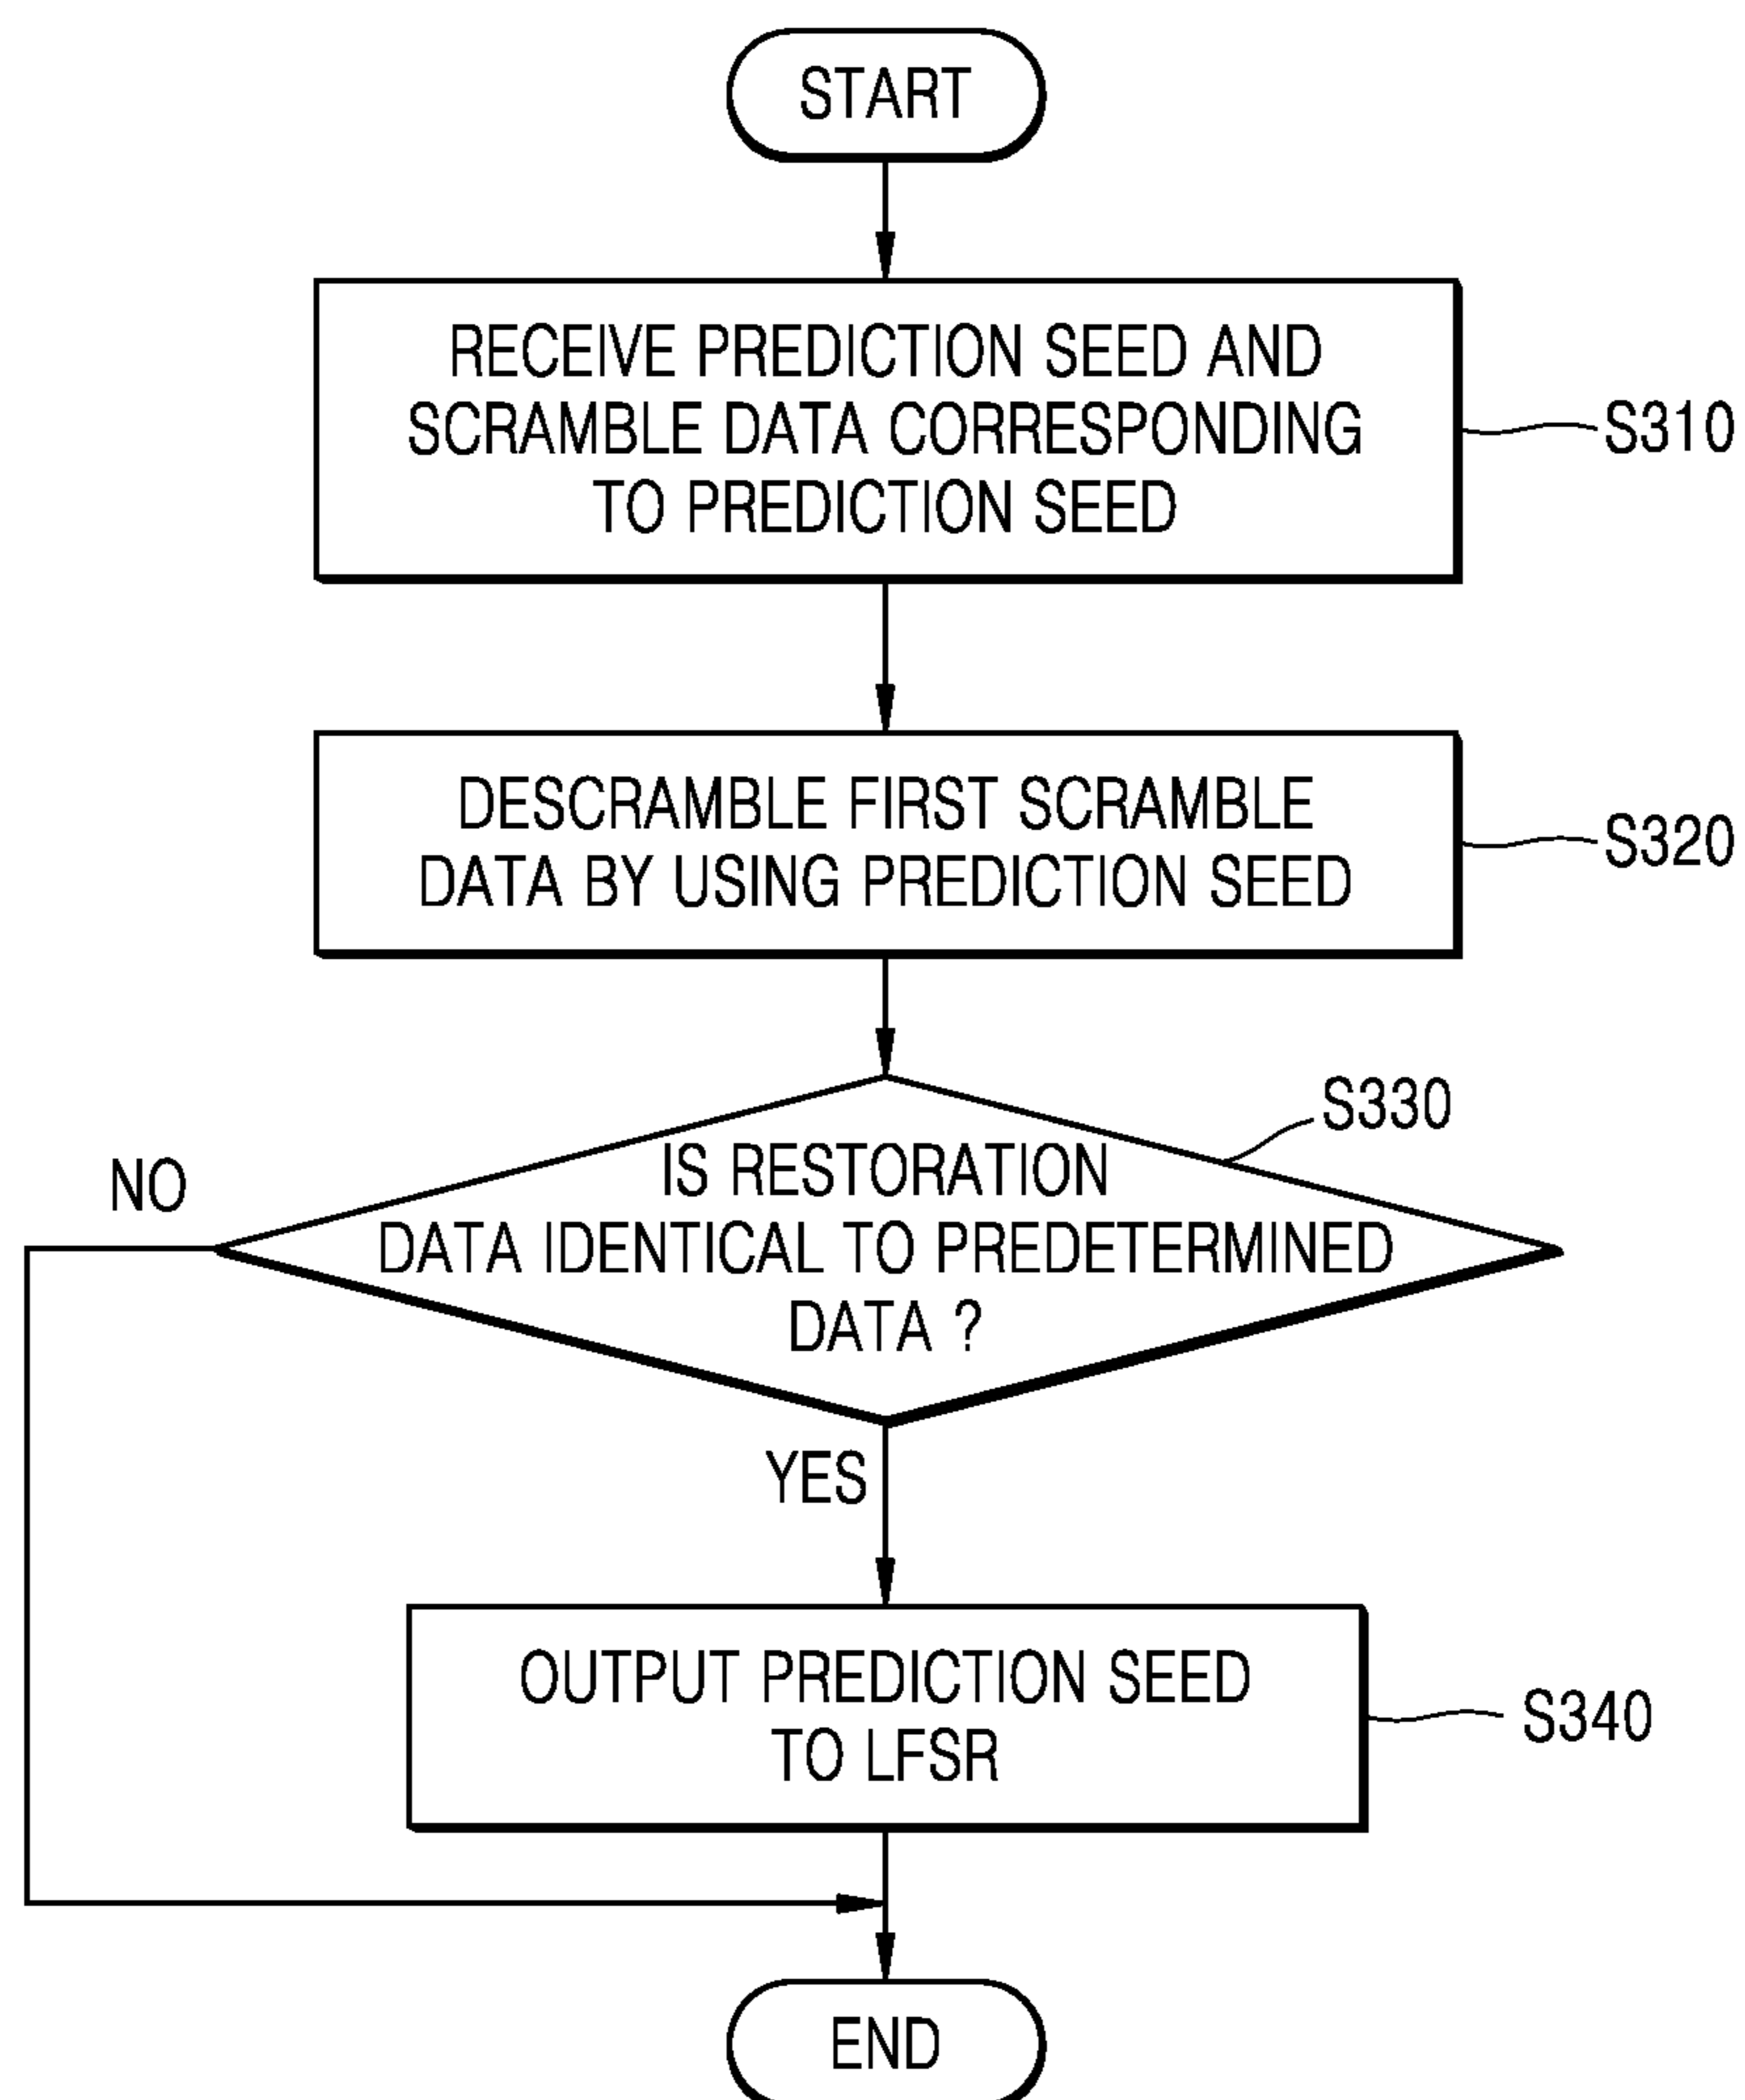 START
RECEIVE PREDICTION SEED AND
SCRAMBLE DATA CORRESPONDING
TO PREDICTION SEED
S310
DESCRAMBLE FIRST SCRAMBLE
DATA BY USING PREDICTION SEED
S320
S330
IS RESTORATION
DATA IDENTICAL TO PREDETERMINED
DATA ?
NO
YES
OUTPUT PREDICTION SEED
TO LFSR
S340
END